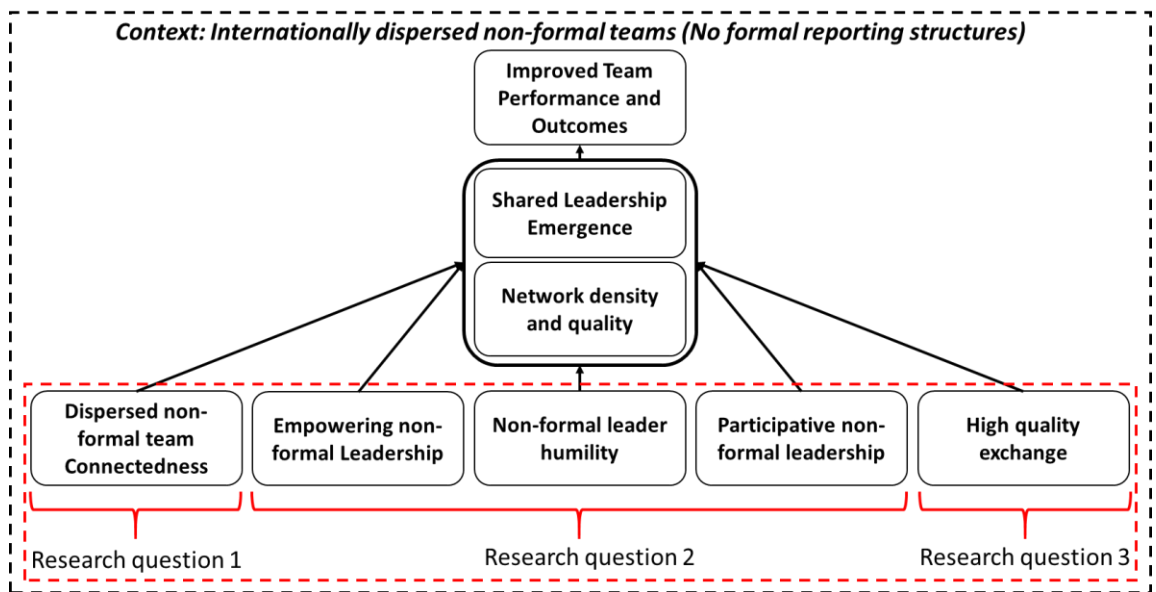 Context: Internationally dispersed non-formal teams (No formal reporting structures)
Improved Team
Performance and
Outcomes
Shared Leadership
Emergence
Network density
and quality
Dispersed non-
formal team
Connectedness
Empowering non-
formal Leadership
Non-formal leader
humility
Participative non-
formal leadership
High quality
exchange
Research question 1
Research question 2
Research question 3